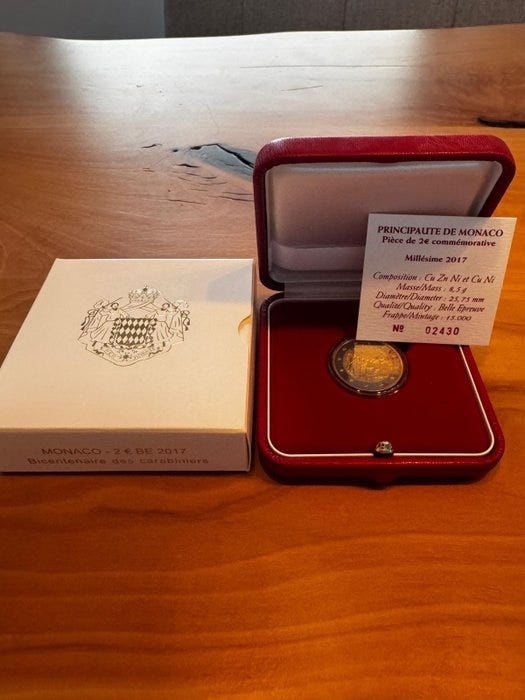 PRINCIPAUTE DE MONACO
Pièce de 2€ commémorative
Millésime 2017
Composition : Cu Zn Ni et Cu Ni
Masse/Mass : 8,5 g
Diamètre/Diameter : 25,75 mm
Qualité/Quality : Belle Epreuve
Frappe/Mintage : 15.000
Nº 02430
MONACO - 2 € BE 2017
Bicentenaire des carabiniers